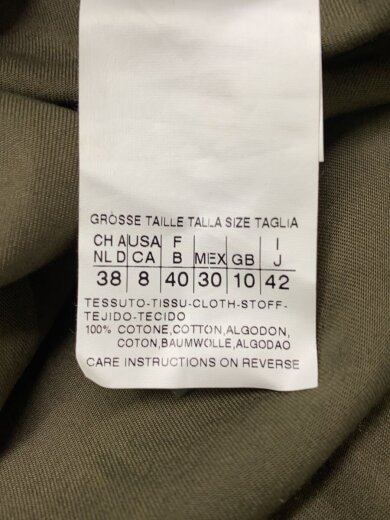 GRÖSSE TAILLE TALLA SIZE TAGLIA
CH A USA F I
NL D CA B MEX GB J
38 8 40 30 10 42
TESSUTO-TISSU-CLOTH-STOFF-
TEJIDO-TECIDO
100% COTONE,COTTON,ALGODON,
COTON,BAUMWOLLE,ALGODAO
CARE INSTRUCTIONS ON REVERSE